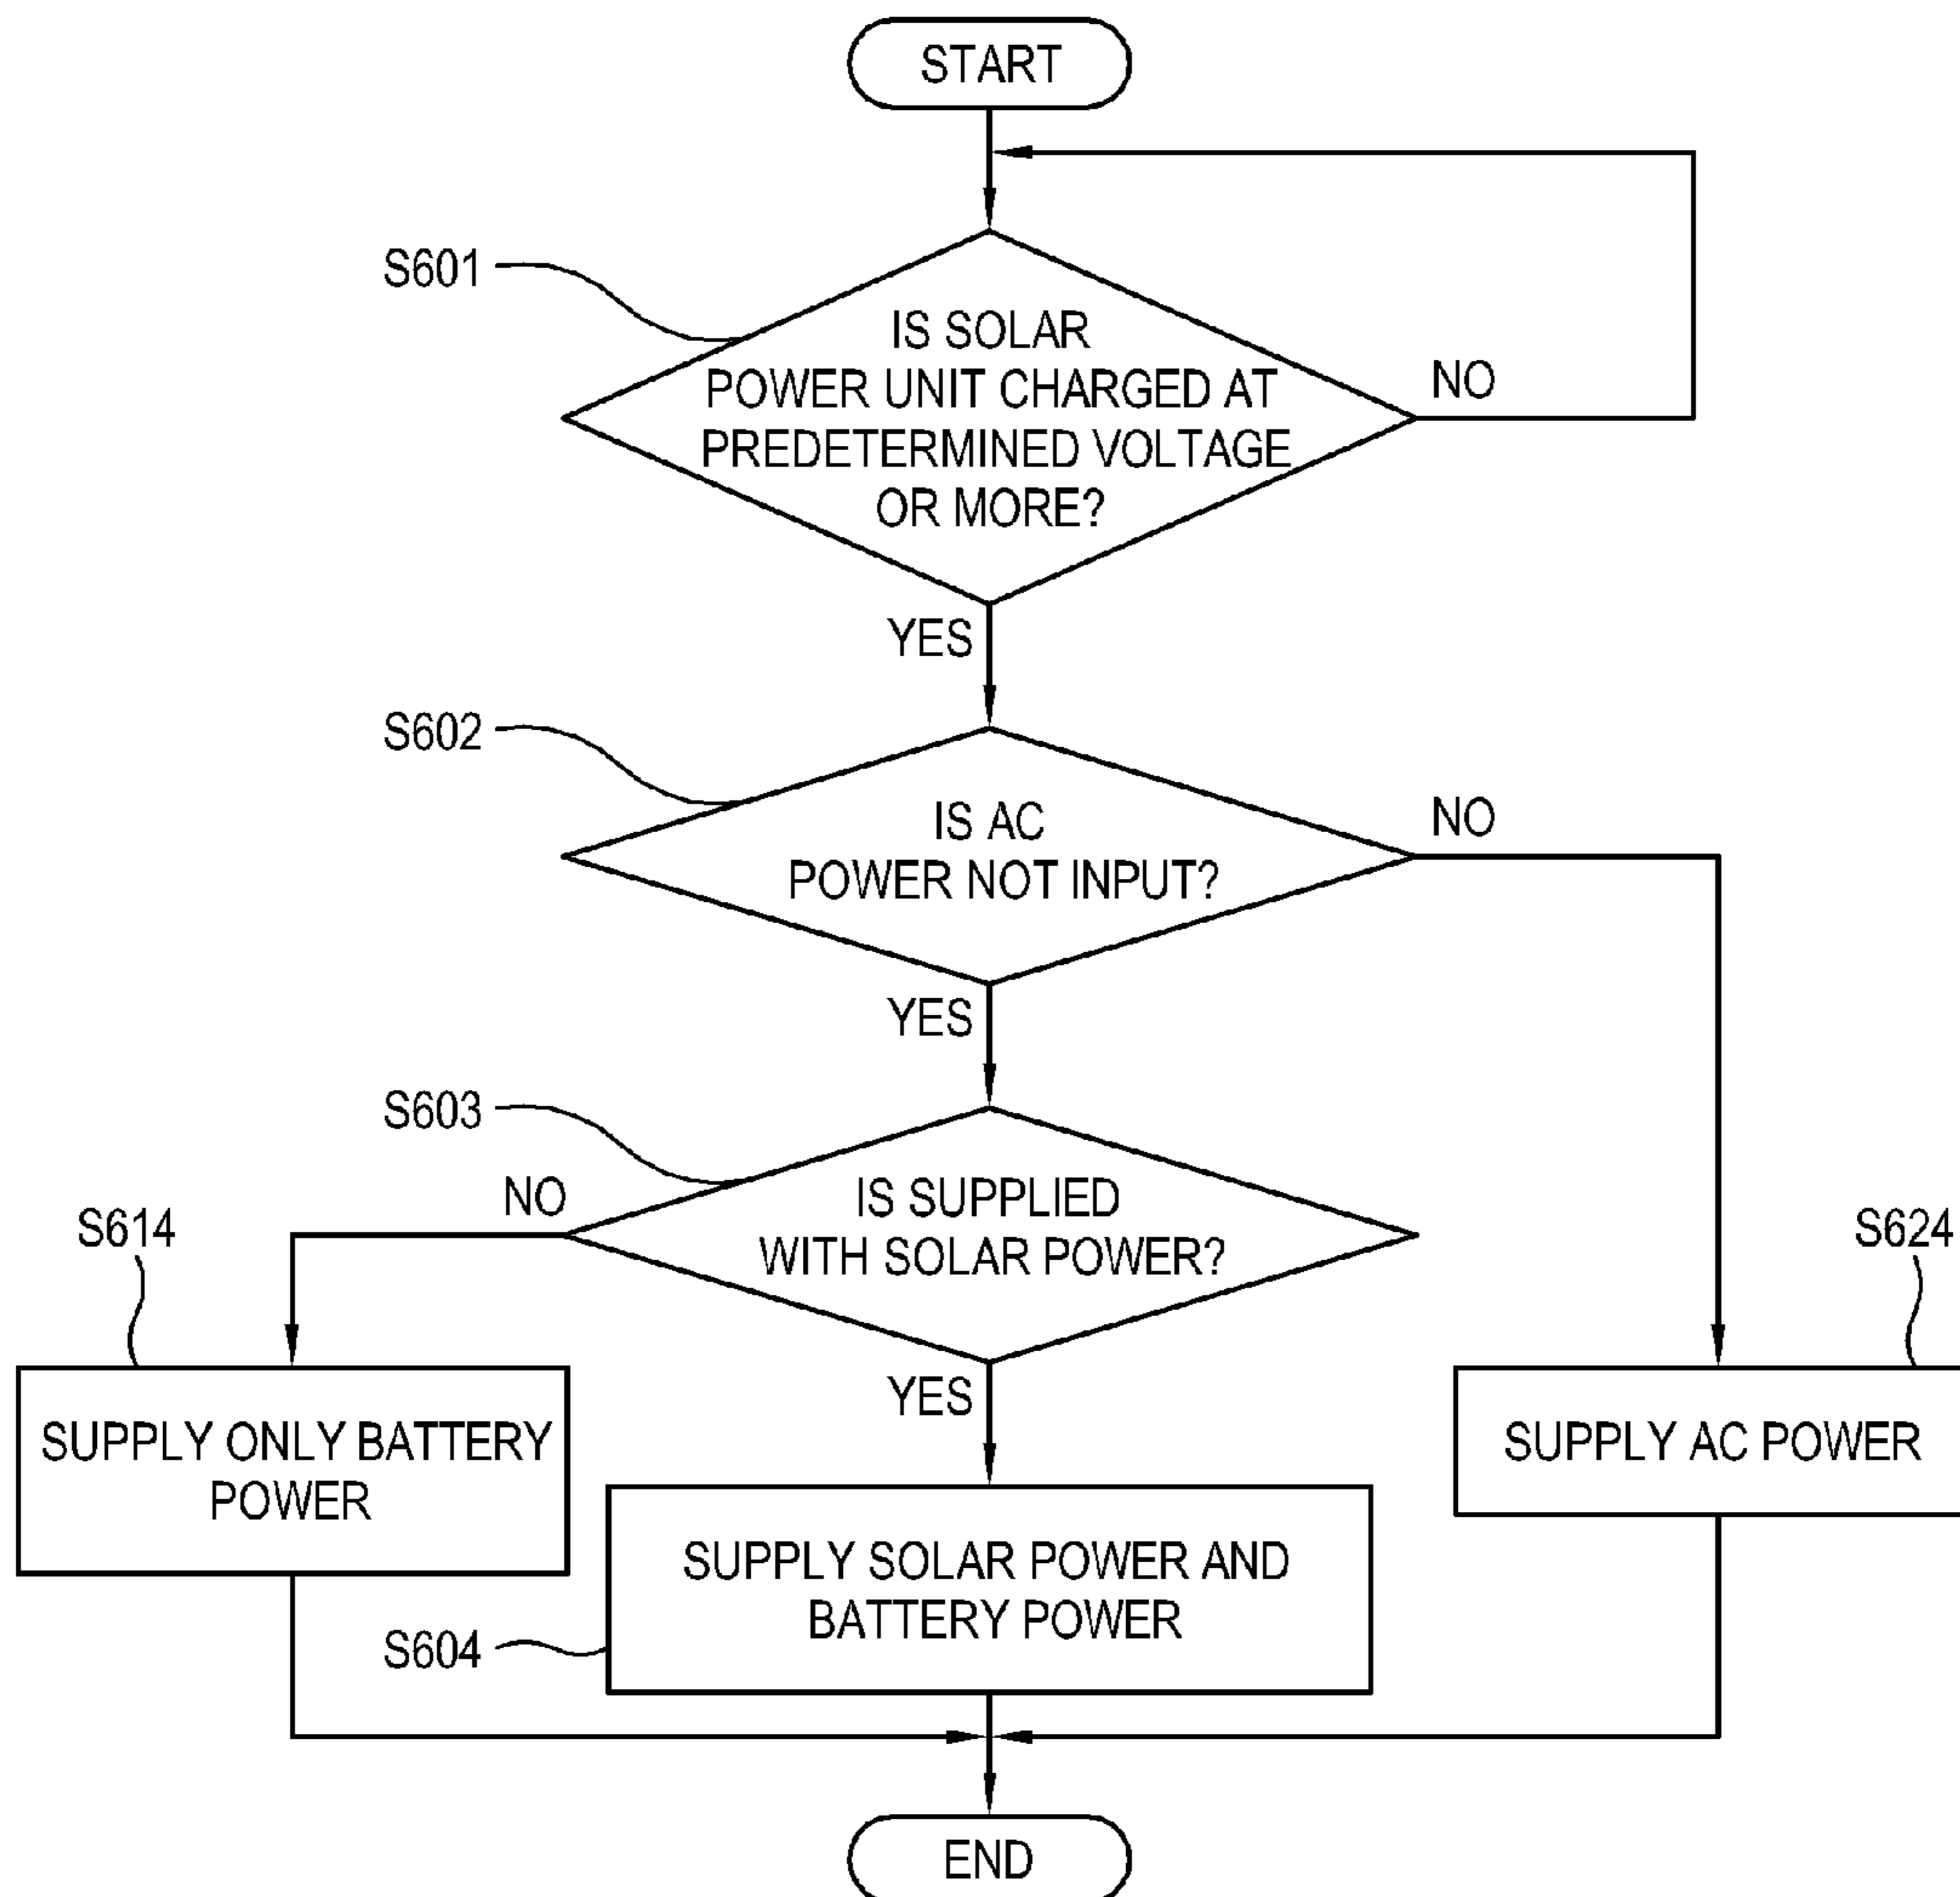 START
S601
IS SOLAR
POWER UNIT CHARGED AT
PREDETERMINED VOLTAGE
OR MORE?
NO
YES
S602
IS AC
POWER NOT INPUT?
NO
YES
S603
IS SUPPLIED
WITH SOLAR POWER?
NO
YES
S614
SUPPLY ONLY BATTERY
POWER
S624
SUPPLY AC POWER
SUPPLY SOLAR POWER AND
BATTERY POWER
S604
END